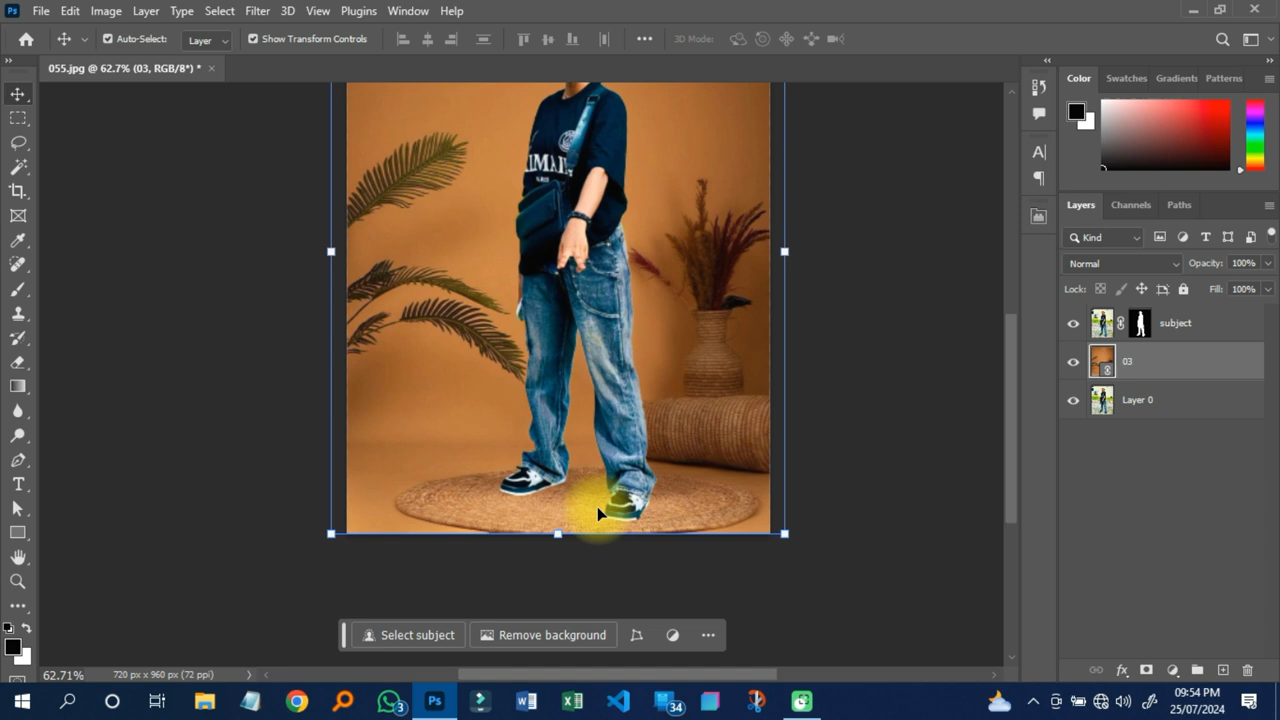 Ps File Edit Image Layer Type Select Filter 3D View Plugins Window Help
Auto-Select: Layer Show Transform Controls 3D Mode:
055.jpg @ 62.7% (03, RGB/8*) *
Color Swatches Gradients Patterns
Layers Channels Paths
Kind
Normal Opacity: 100%
Lock: Fill: 100%
subject
03
Layer 0
Select subject Remove background
62.71% 720 px x 960 px (72 ppi)
3 Ps 34 09:54 PM
25/07/2024